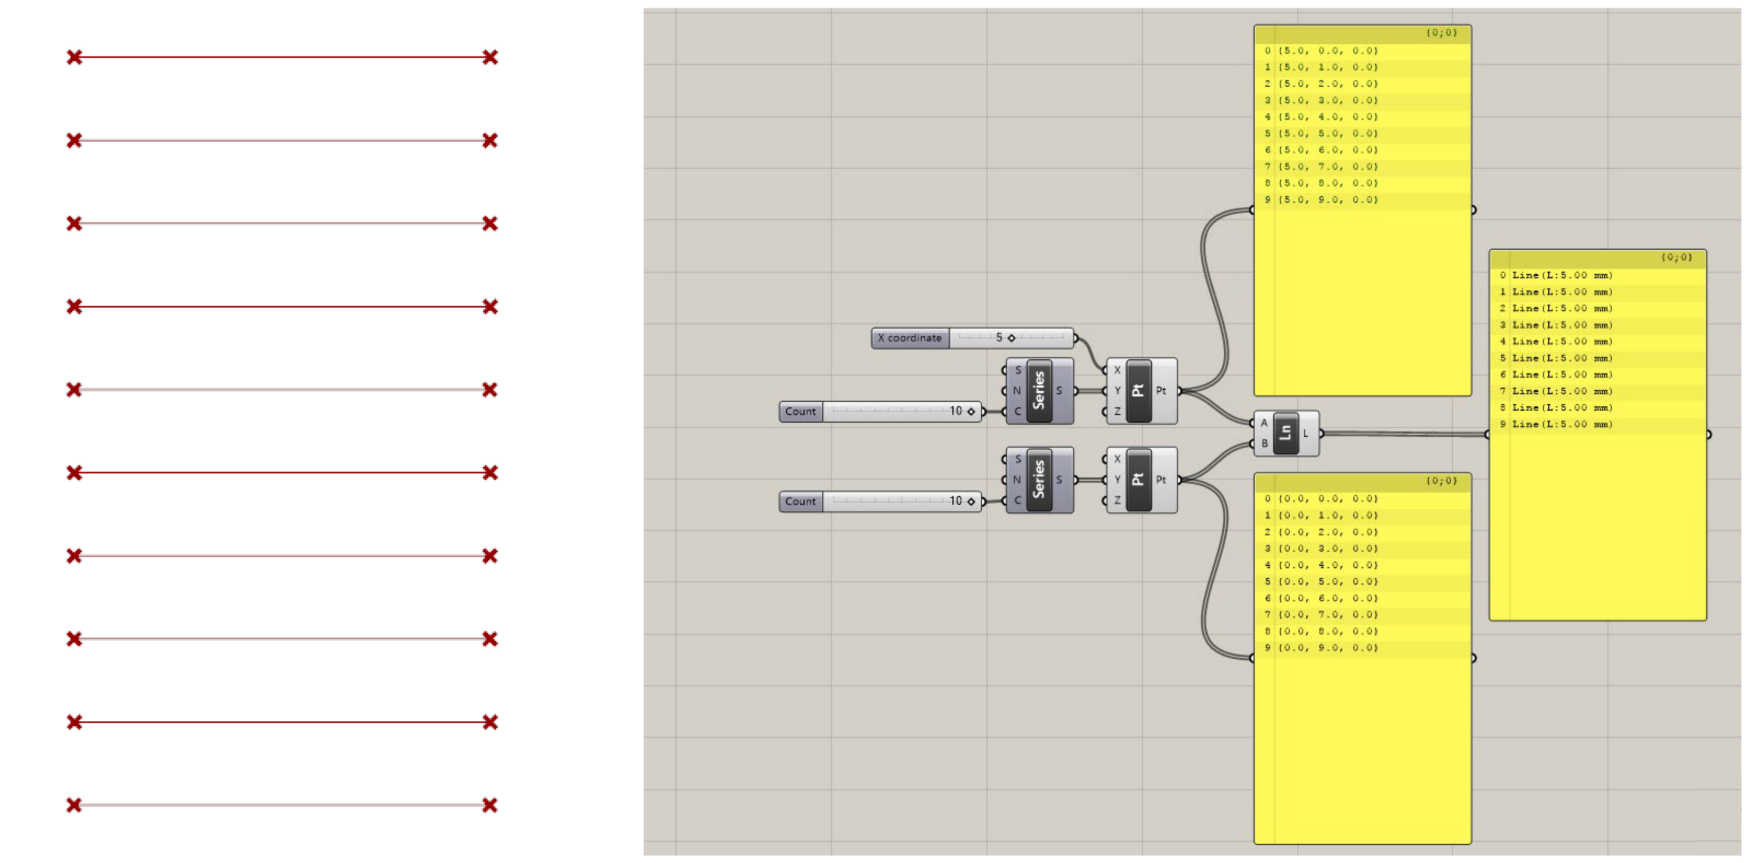 {0;0}
0 {5.0, 0.0, 0.0}
1 {5.0, 1.0, 0.0}
2 {5.0, 2.0, 0.0}
3 {5.0, 3.0, 0.0}
4 {5.0, 4.0, 0.0}
5 {5.0, 5.0, 0.0}
6 {5.0, 6.0, 0.0}
7 {5.0, 7.0, 0.0}
8 {5.0, 8.0, 0.0}
9 {5.0, 9.0, 0.0}
X coordinate 5
S
N Series S
C
X
Y Pt Pt
Z
Count 10
A
B Ln L
S
N Series S
C
X
Y Pt Pt
Z
Count 10
{0;0}
0 Line(L:5.00 mm)
1 Line(L:5.00 mm)
2 Line(L:5.00 mm)
3 Line(L:5.00 mm)
4 Line(L:5.00 mm)
5 Line(L:5.00 mm)
6 Line(L:5.00 mm)
7 Line(L:5.00 mm)
8 Line(L:5.00 mm)
9 Line(L:5.00 mm)
{0;0}
0 {0.0, 0.0, 0.0}
1 {0.0, 1.0, 0.0}
2 {0.0, 2.0, 0.0}
3 {0.0, 3.0, 0.0}
4 {0.0, 4.0, 0.0}
5 {0.0, 5.0, 0.0}
6 {0.0, 6.0, 0.0}
7 {0.0, 7.0, 0.0}
8 {0.0, 8.0, 0.0}
9 {0.0, 9.0, 0.0}